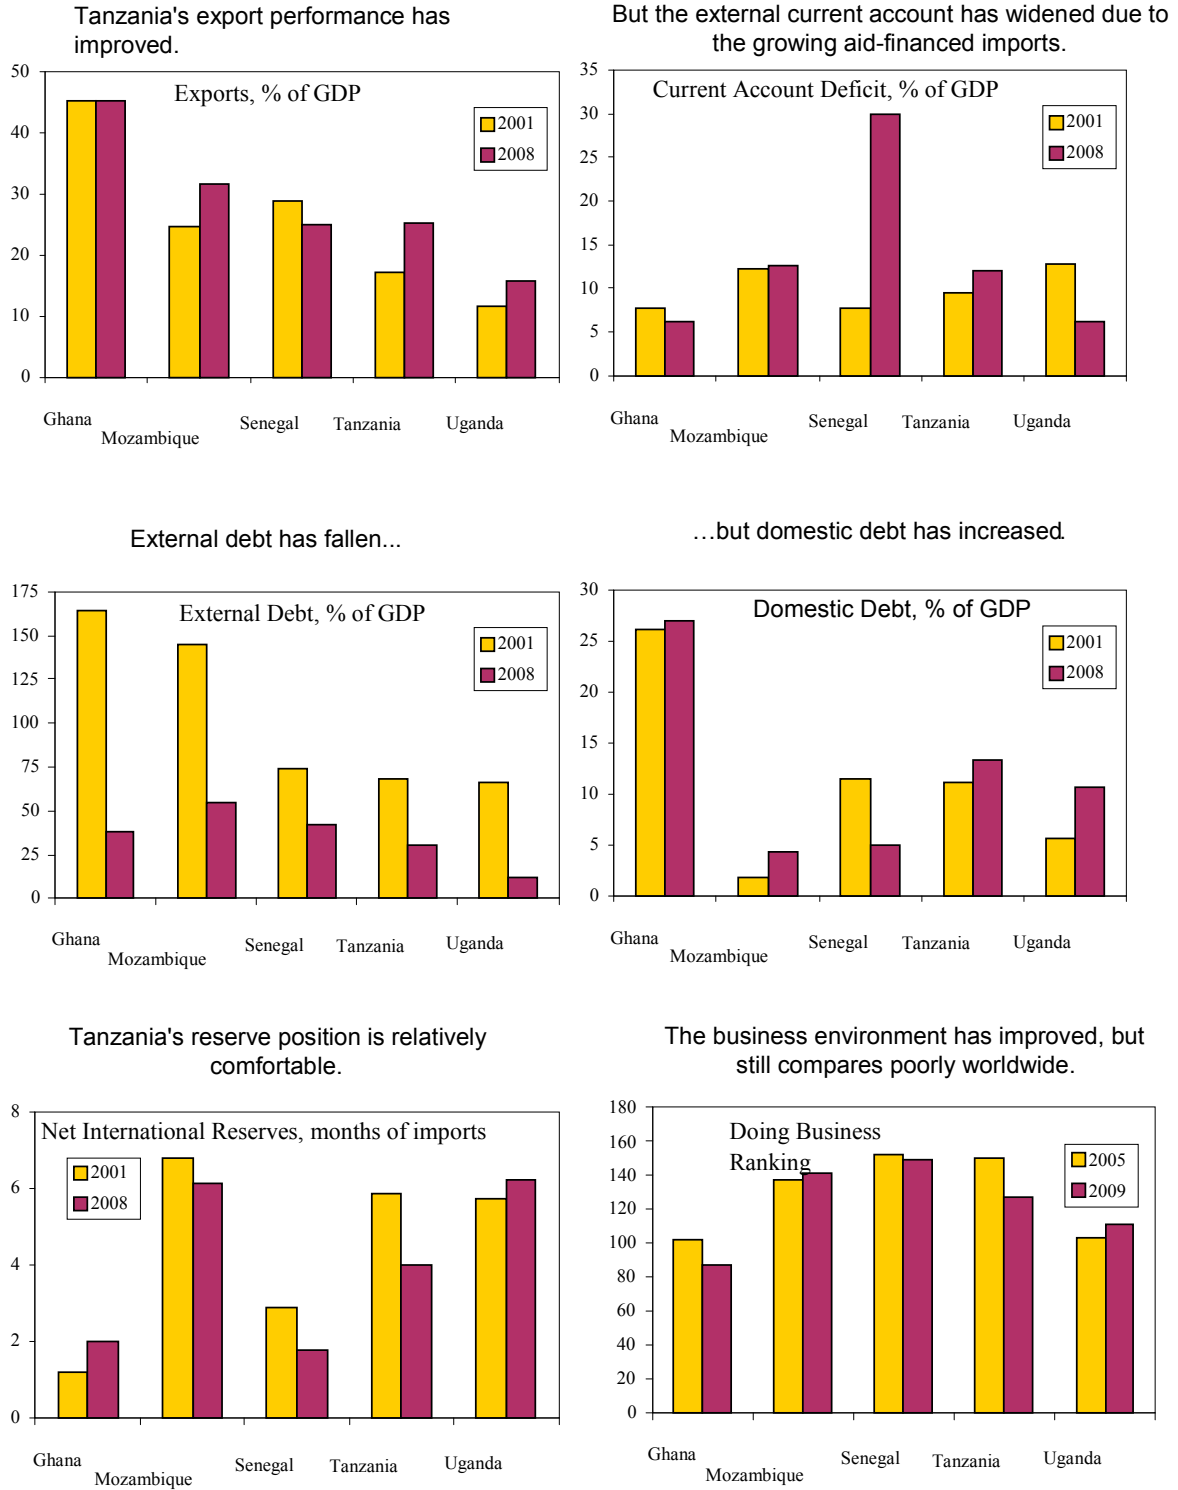 Tanzania's export performance has
improved.
Exports, % of GDP
2001
2008
50
40
30
20
10
0
Ghana
Mozambique
Senegal
Tanzania
Uganda
But the external current account has widened due to
the growing aid-financed imports.
Current Account Deficit, % of GDP
2001
2008
35
30
25
20
15
10
5
0
Ghana
Mozambique
Senegal
Tanzania
Uganda
External debt has fallen...
External Debt, % of GDP
2001
2008
175
150
125
100
75
50
25
0
Ghana
Mozambique
Senegal
Tanzania
Uganda
…but domestic debt has increased.
Domestic Debt, % of GDP
2001
2008
30
25
20
15
10
5
0
Ghana
Mozambique
Senegal
Tanzania
Uganda
Tanzania's reserve position is relatively
comfortable.
Net International Reserves, months of imports
2001
2008
8
6
4
2
0
Ghana
Mozambique
Senegal
Tanzania
Uganda
The business environment has improved, but
still compares poorly worldwide.
Doing Business
Ranking
2005
2009
180
160
140
120
100
80
60
40
20
0
Ghana
Mozambique
Senegal
Tanzania
Uganda